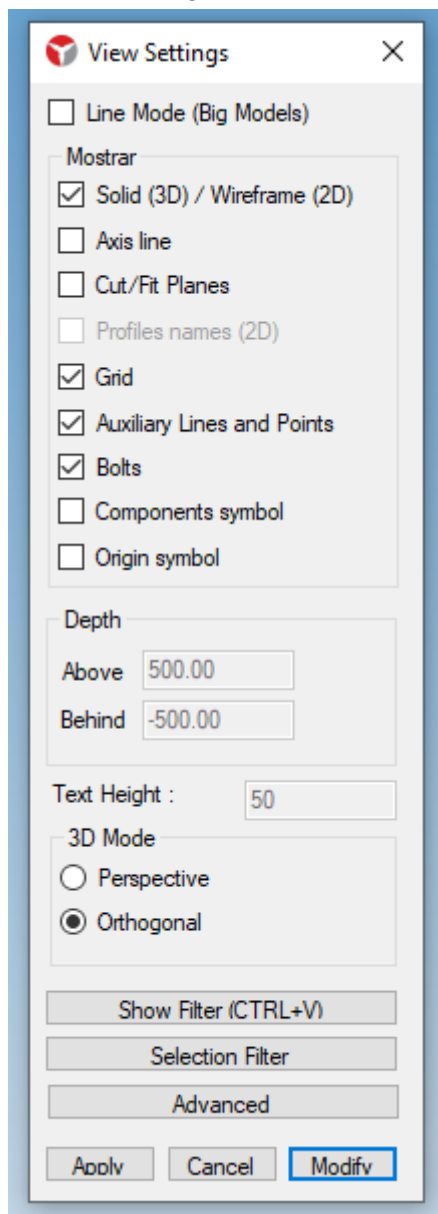 View Settings
Line Mode (Big Models)
Mostrar
Solid (3D) / Wireframe (2D)
Axis line
Cut/Fit Planes
Profiles names (2D)
Grid
Auxiliary Lines and Points
Bolts
Components symbol
Origin symbol
Depth
Above 500.00
Behind -500.00
Text Height : 50
3D Mode
Perspective
Orthogonal
Show Filter (CTRL+V)
Selection Filter
Advanced
Apply Cancel Modify